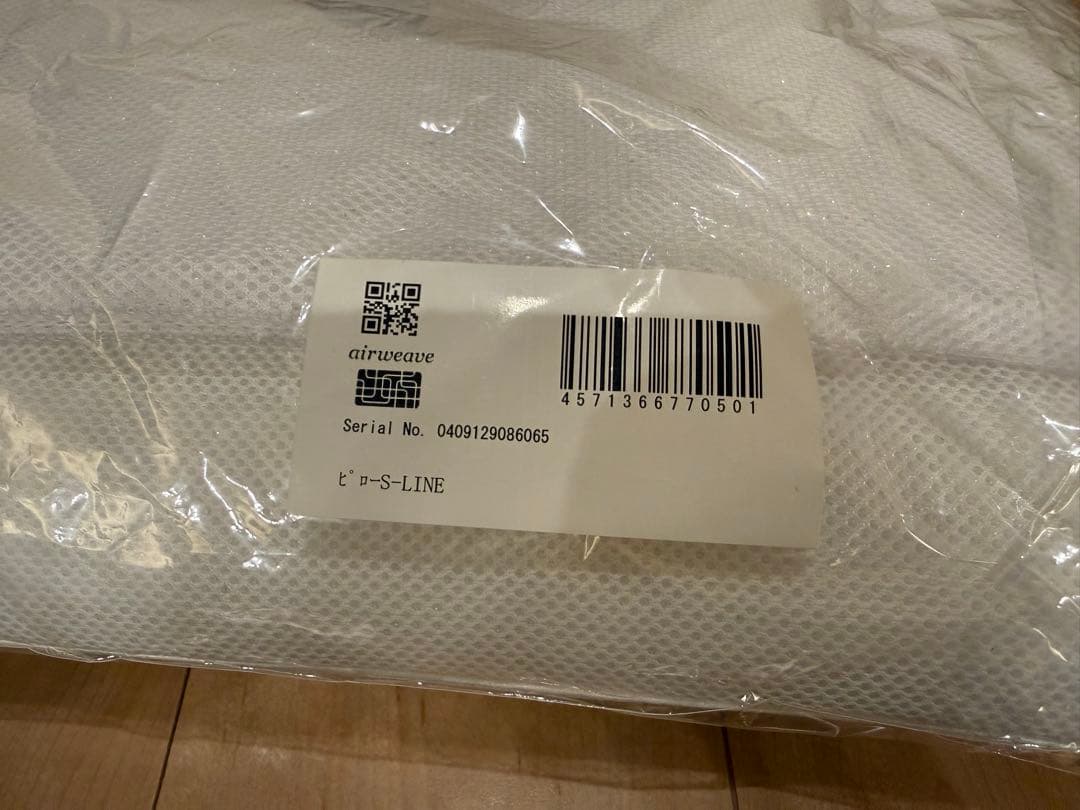 airweave
4571366770501
Serial No. 0409129086065
ﾋﾟﾛｰS-LINE